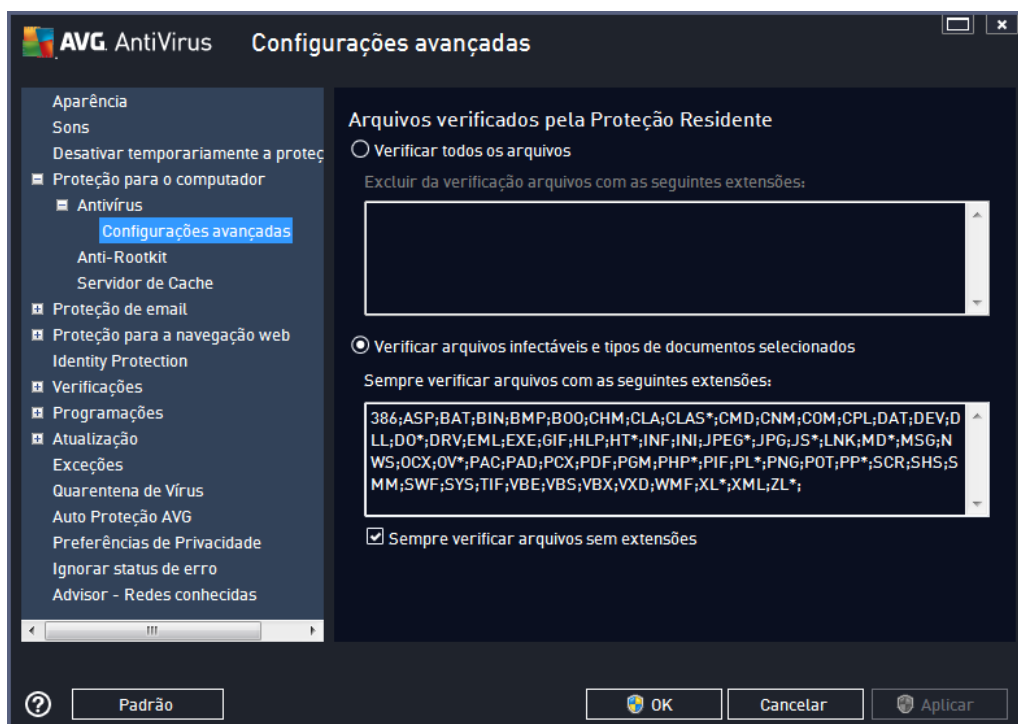 AVG. AntiVirus Configurações avançadas
Aparência
Sons
Desativar temporariamente a proteç
Proteção para o computador
Antivírus
Configurações avançadas
Anti-Rootkit
Servidor de Cache
Proteção de email
Proteção para a navegação web
Identity Protection
Verificações
Programações
Atualização
Exceções
Quarentena de Vírus
Auto Proteção AVG
Preferências de Privacidade
Ignorar status de erro
Advisor - Redes conhecidas
Arquivos verificados pela Proteção Residente
Verificar todos os arquivos
Excluir da verificação arquivos com as seguintes extensões:
Verificar arquivos infectáveis e tipos de documentos selecionados
Sempre verificar arquivos com as seguintes extensões:
386;ASP;BAT;BIN;BMP;BOO;CHM;CLA;CLAS*;CMD;CNM;COM;CPL;DAT;DEV;D
LL;DO*;DRV;EML;EXE;GIF;HLP;HT*;INF;INI;JPEG*;JPG;JS*;LNK;MD*;MSG;N
WS;OCX;OV*;PAC;PAD;PCX;PDF;PGM;PHP*;PIF;PL*;PNG;POT;PP*;SCR;SHS;S
MM;SWF;SYS;TIF;VBE;VBS;VBX;VXD;WMF;XL*;XML;ZL*;
Sempre verificar arquivos sem extensões
Padrão
OK
Cancelar
Aplicar